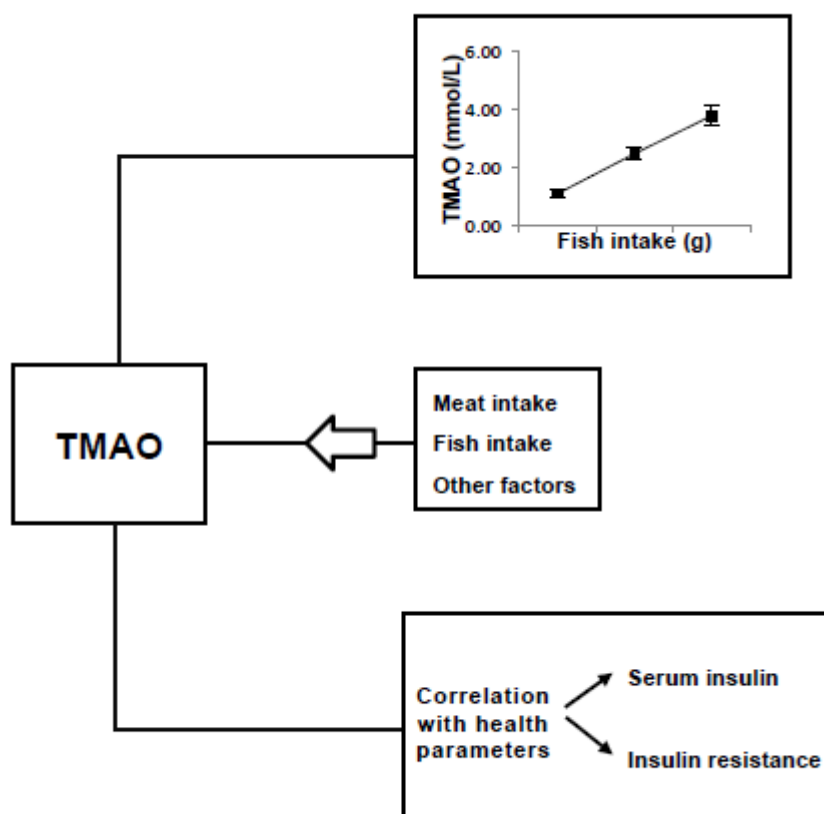 6.00
4.00
2.00
0.00
TMAO (mmol/L)
Fish intake (g)
TMAO
Meat intake
Fish intake
Other factors
Correlation
with health
parameters
Serum insulin
Insulin resistance